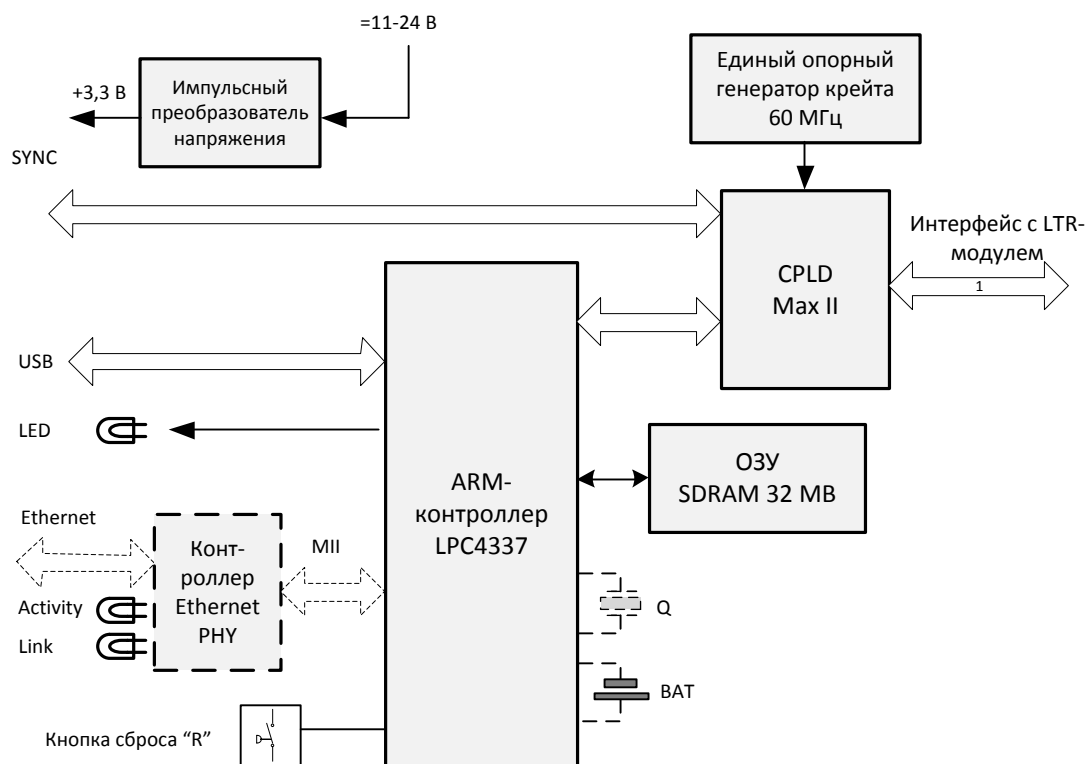 =11-24 В
+3,3 В
Импульсный
преобразователь
напряжения
Единый опорный
генератор крейта
60 МГц
SYNC
CPLD
Max II
Интерфейс с LTR-
модулем
1
USB
LED
ARM-
контроллер
LPC4337
ОЗУ
SDRAM 32 MB
Ethernet
Activity
Link
Конт-
роллер
Ethernet
PHY
MII
Q
BAT
Кнопка сброса “R”